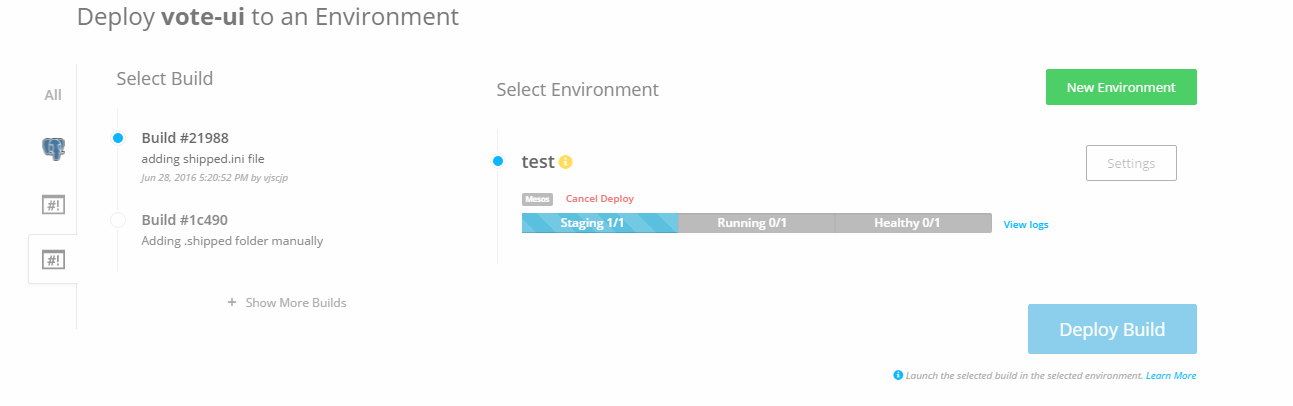 Deploy vote-ui to an Environment
All
#!
#!
Select Build
Build #21988
adding shipped.ini file
Jun 28, 2016 5:20:52 PM by vjscjp
Build #1c490
Adding .shipped folder manually
+ Show More Builds
Select Environment
New Environment
test
Settings
Mesos Cancel Deploy
Staging 1/1 Running 0/1 Healthy 0/1 View logs
Deploy Build
Launch the selected build in the selected environment. Learn More